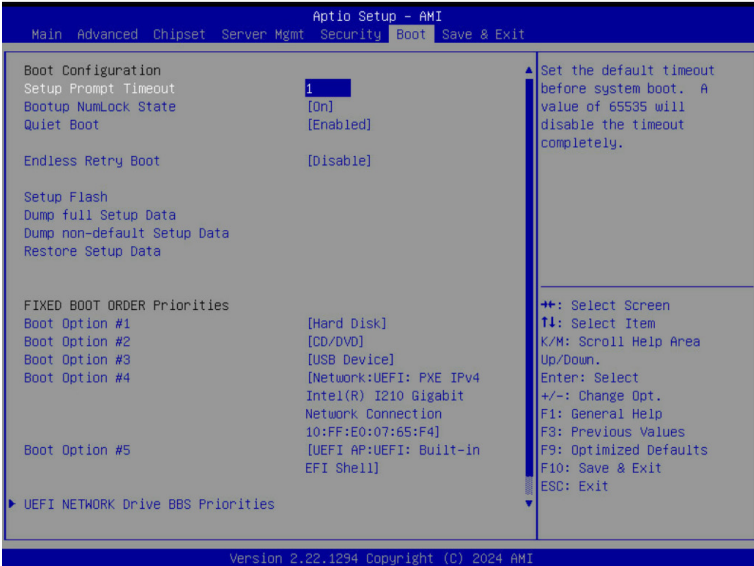 Aptio Setup – AMI
Main Advanced Chipset Server Mgmt Security Boot Save & Exit
Boot Configuration
Setup Prompt Timeout 1
Bootup NumLock State [On]
Quiet Boot [Enabled]
Endless Retry Boot [Disable]
Setup Flash
Dump full Setup Data
Dump non-default Setup Data
Restore Setup Data
FIXED BOOT ORDER Priorities
Boot Option #1 [Hard Disk]
Boot Option #2 [CD/DVD]
Boot Option #3 [USB Device]
Boot Option #4 [Network:UEFI: PXE IPv4
Intel(R) I210 Gigabit
Network Connection
10:FF:E0:07:65:F4]
Boot Option #5 [UEFI AP:UEFI: Built-in
EFI Shell]
UEFI NETWORK Drive BBS Priorities
Set the default timeout
before system boot. A
value of 65535 will
disable the timeout
completely.
→←: Select Screen
↑↓: Select Item
K/M: Scroll Help Area
Up/Down.
Enter: Select
+/-: Change Opt.
F1: General Help
F3: Previous Values
F9: Optimized Defaults
F10: Save & Exit
ESC: Exit
Version 2.22.1294 Copyright (C) 2024 AMI